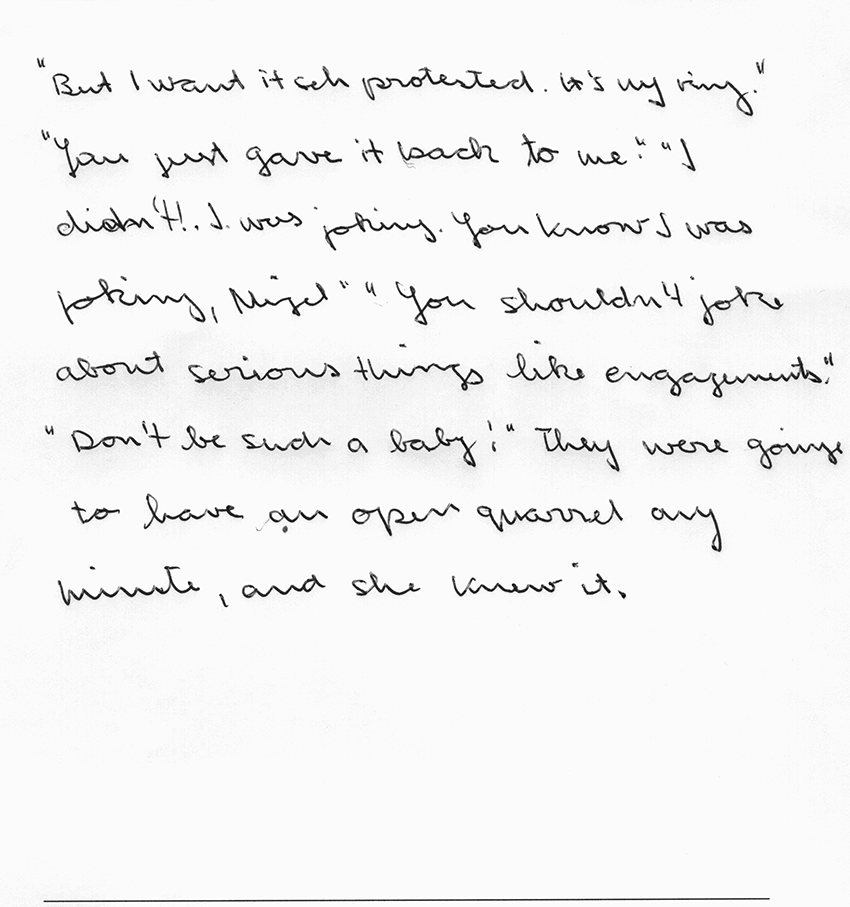 "But I want it seh protested. It's my ring."
"You just gave it back to me." "I
didn't!. I was joking. You know I was
joking, Nigel" "You shouldn't joke
about serious things like engagements."
"Don't be such a baby!" They were going
to have an open quarrel any
minute, and she knew it.